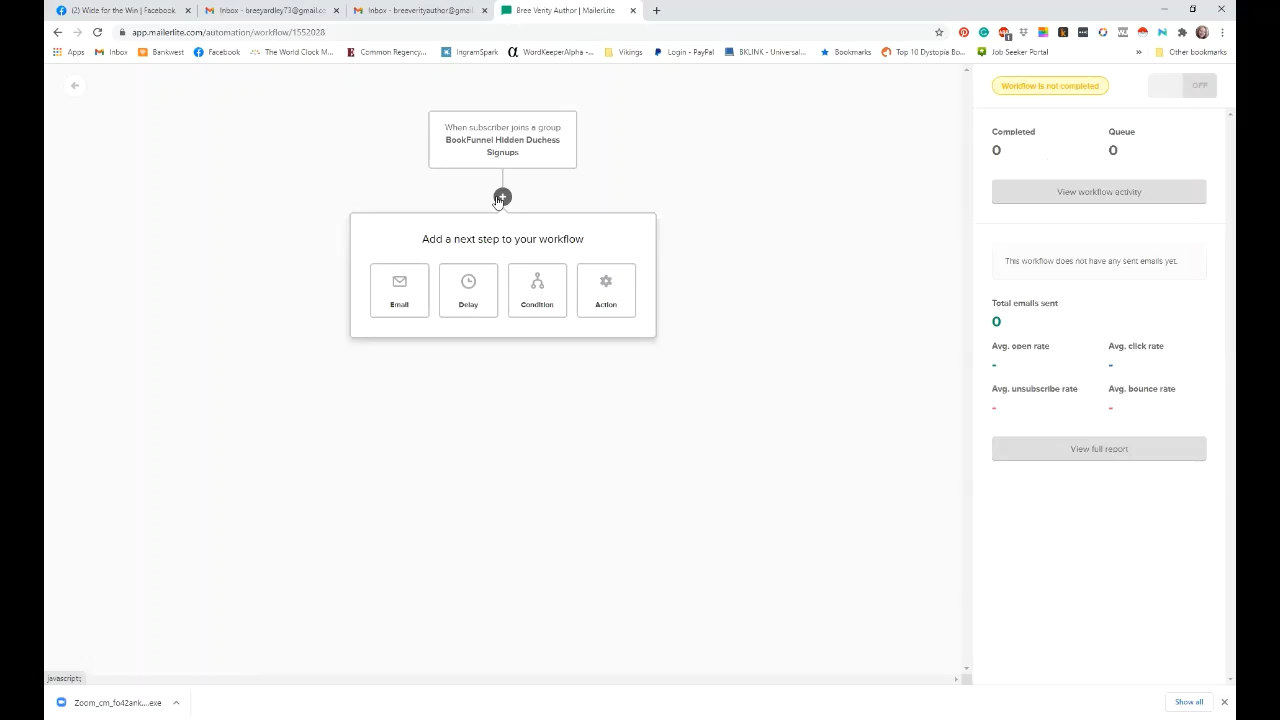 (2) Wide for the Win | Facebook
Inbox - breeyardley73@gmail.cc
Inbox - breeverityauthor@gmail
Bree Verity Author | MailerLite
app.mailerlite.com/automation/workflow/1552028
Apps
Inbox
Bankwest
Facebook
The World Clock M...
Common Regency...
IngramSpark
WordKeeperAlpha -...
Vikings
Login - PayPal
BKLINK - Universal...
Bookmarks
Top 10 Dystopia Bo...
Job Seeker Portal
»
Other bookmarks
When subscriber joins a group
BookFunnel Hidden Duchess
Signups
Add a next step to your workflow
Email
Delay
Condition
Action
Workflow is not completed
OFF
Completed
Queue
0
0
View workflow activity
This workflow does not have any sent emails yet.
Total emails sent
0
Avg. open rate
Avg. click rate
-
-
Avg. unsubscribe rate
Avg. bounce rate
-
-
View full report
javascript:;
Zoom_cm_fo42ank....exe
Show all